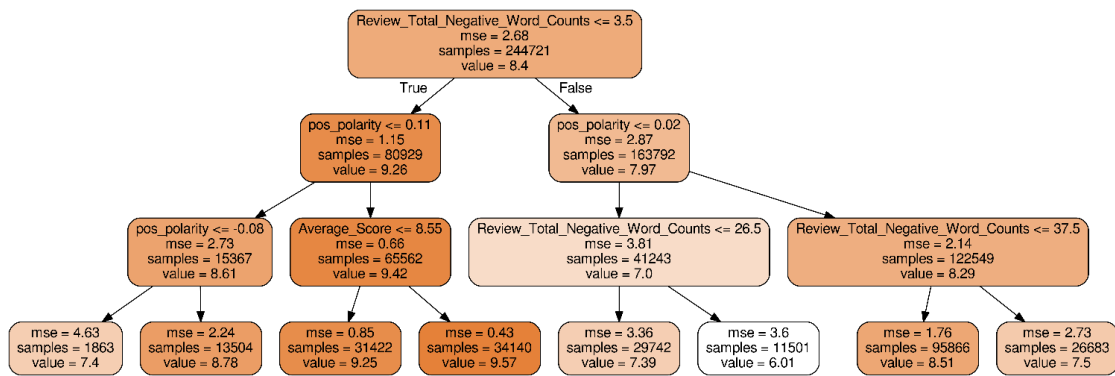 Review_Total_Negative_Word_Counts <= 3.5
mse = 2.68
samples = 244721
value = 8.4
True
False
pos_polarity <= 0.11
mse = 1.15
samples = 80929
value = 9.26
pos_polarity <= 0.02
mse = 2.87
samples = 163792
value = 7.97
pos_polarity <= -0.08
mse = 2.73
samples = 15367
value = 8.61
Average_Score <= 8.55
mse = 0.66
samples = 65562
value = 9.42
Review_Total_Negative_Word_Counts <= 26.5
mse = 3.81
samples = 41243
value = 7.0
Review_Total_Negative_Word_Counts <= 37.5
mse = 2.14
samples = 122549
value = 8.29
mse = 4.63
samples = 1863
value = 7.4
mse = 2.24
samples = 13504
value = 8.78
mse = 0.85
samples = 31422
value = 9.25
mse = 0.43
samples = 34140
value = 9.57
mse = 3.36
samples = 29742
value = 7.39
mse = 3.6
samples = 11501
value = 6.01
mse = 1.76
samples = 95866
value = 8.51
mse = 2.73
samples = 26683
value = 7.5